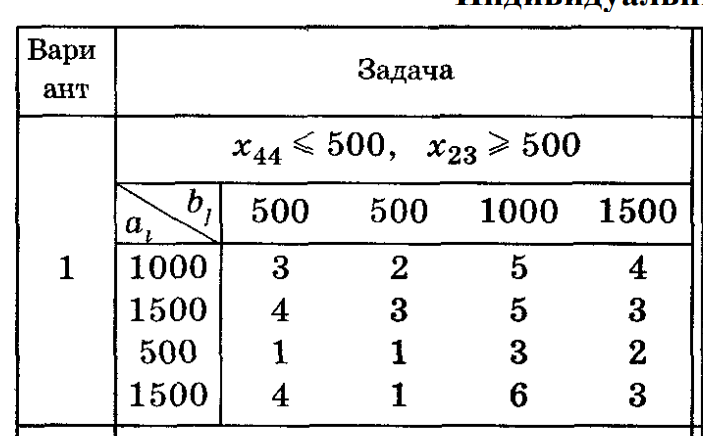 Вари
ант
Задача
1
x₄₄ ⩽ 500, x₂₃ ⩾ 500
aᵢ bⱼ 500 500 1000 1500
1000 3 2 5 4
1500 4 3 5 3
500 1 1 3 2
1500 4 1 6 3